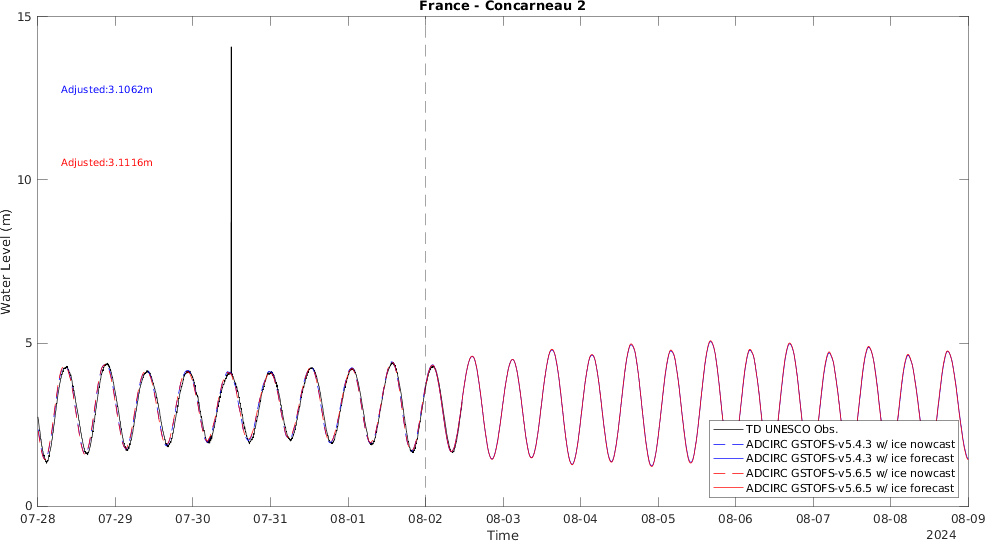 France - Concarneau 2
15
10
5
0
Water Level (m)
Adjusted:3.1062m
Adjusted:3.1116m
TD UNESCO Obs.
ADCIRC GSTOFS-v5.4.3 w/ ice nowcast
ADCIRC GSTOFS-v5.4.3 w/ ice forecast
ADCIRC GSTOFS-v5.6.5 w/ ice nowcast
ADCIRC GSTOFS-v5.6.5 w/ ice forecast
07-28 07-29 07-30 07-31 08-01 08-02 08-03 08-04 08-05 08-06 08-07 08-08 08-09
Time
2024